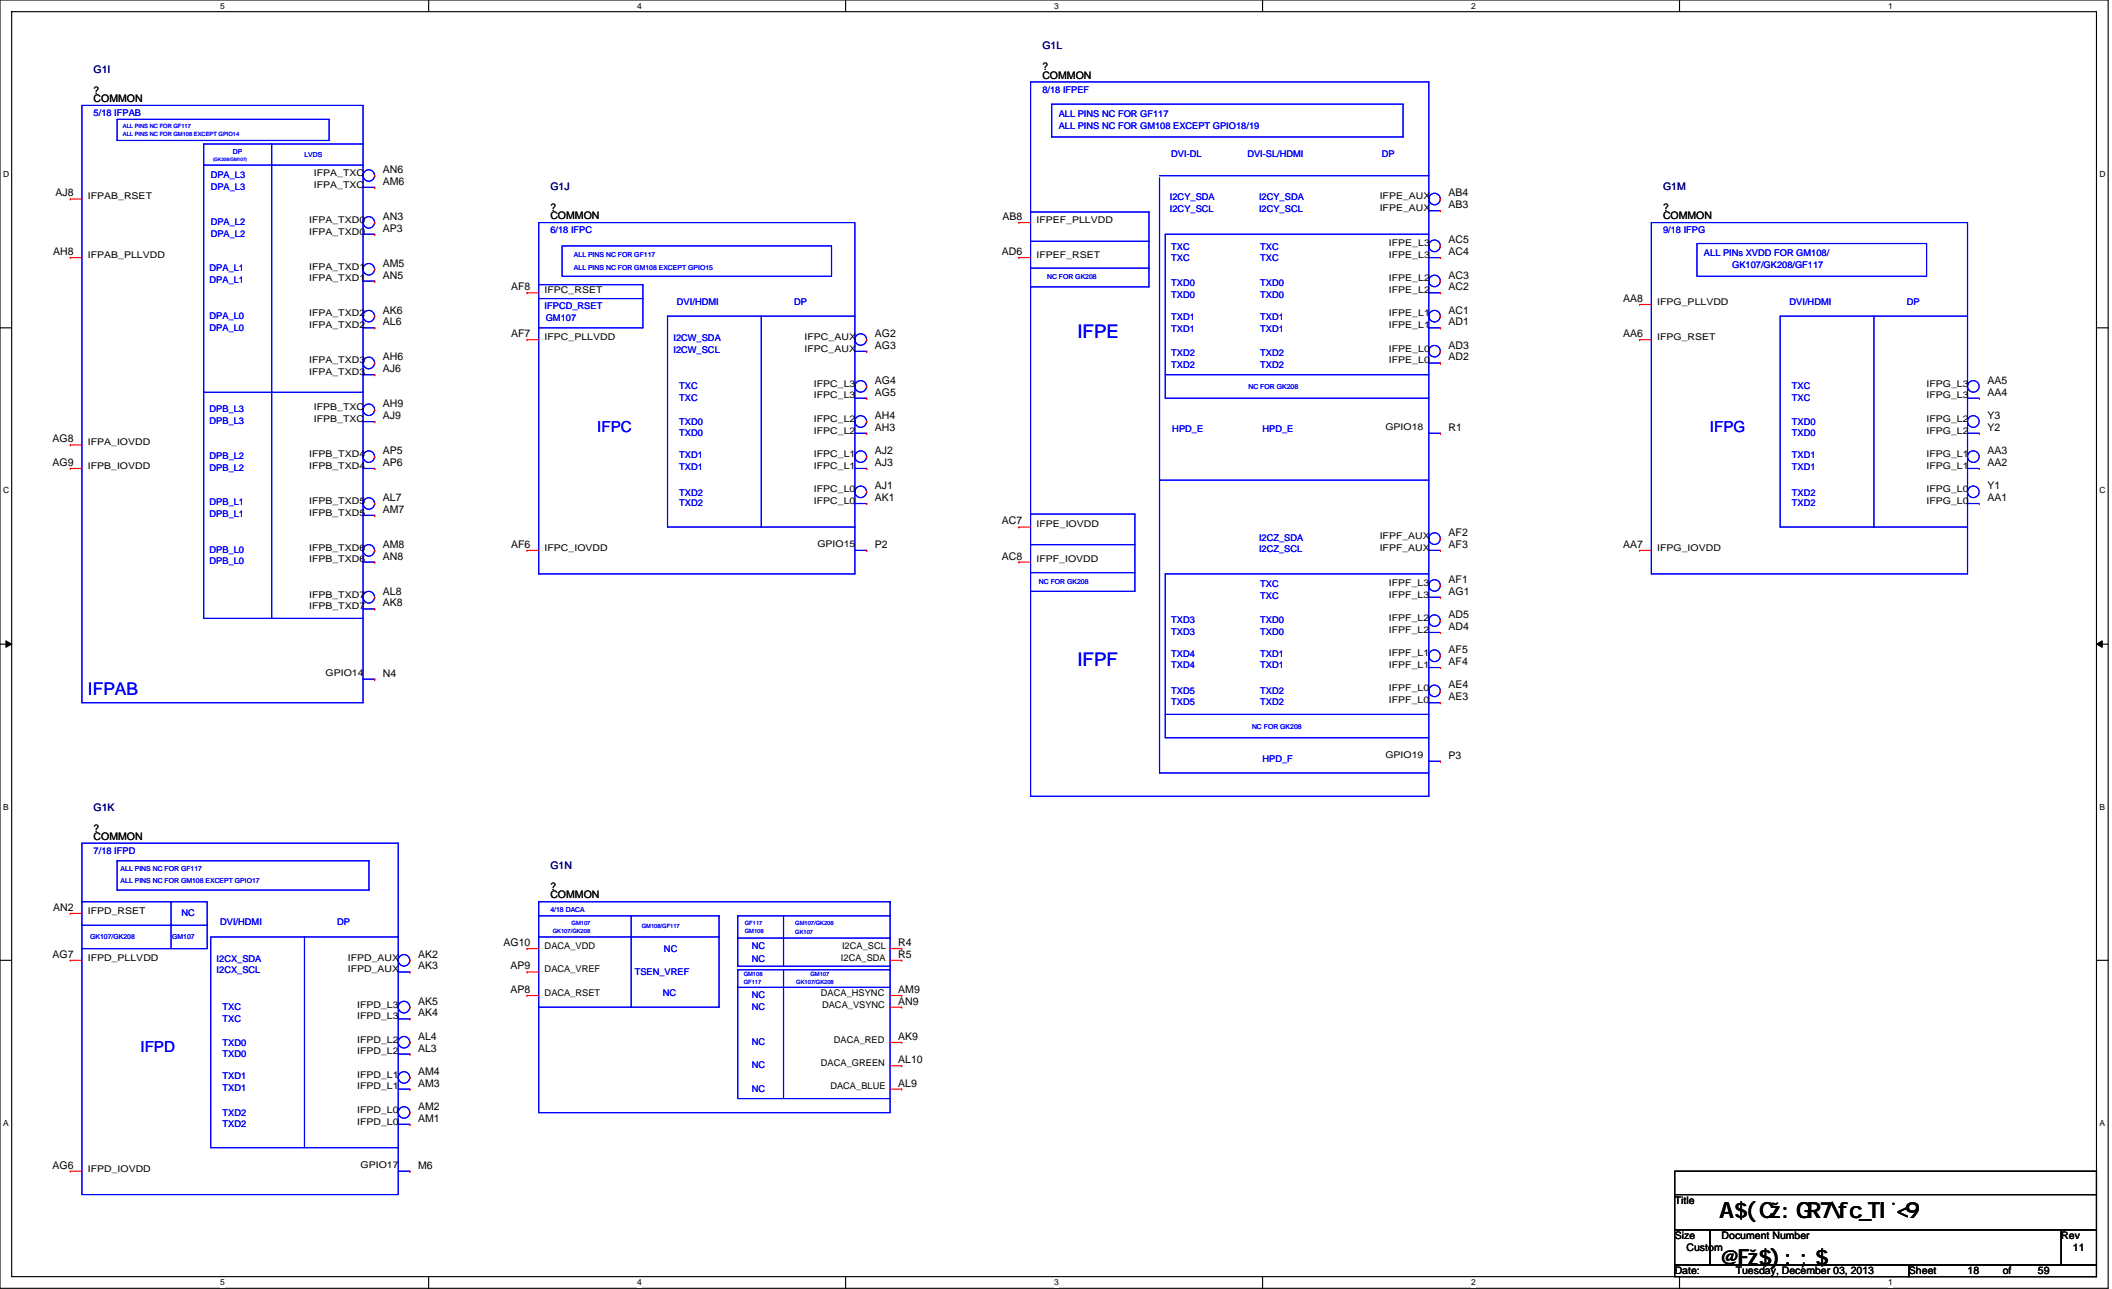 5 4 3 2 1
D
C
B
A
G1I
?
COMMON
5/18 IFPAB
ALL PINS NC FOR GF117
ALL PINS NC FOR GM108 EXCEPT GPIO14
DP
(GK208/GM107)
LVDS
AJ8 IFPAB_RSET
AH8 IFPAB_PLLVDD
AG8 IFPA_IOVDD
AG9 IFPB_IOVDD
DPA_L3 IFPA_TXC AN6
DPA_L3 IFPA_TXC AM6
DPA_L2 IFPA_TXD0 AN3
DPA_L2 IFPA_TXD0 AP3
DPA_L1 IFPA_TXD1 AM5
DPA_L1 IFPA_TXD1 AN5
DPA_L0 IFPA_TXD2 AK6
DPA_L0 IFPA_TXD2 AL6
IFPA_TXD3 AH6
IFPA_TXD3 AJ6
DPB_L3 IFPB_TXC AH9
DPB_L3 IFPB_TXC AJ9
DPB_L2 IFPB_TXD4 AP5
DPB_L2 IFPB_TXD4 AP6
DPB_L1 IFPB_TXD5 AL7
DPB_L1 IFPB_TXD5 AM7
DPB_L0 IFPB_TXD6 AM8
DPB_L0 IFPB_TXD6 AN8
IFPB_TXD7 AL8
IFPB_TXD7 AK8
GPIO14 N4
IFPAB
G1J
?
COMMON
6/18 IFPC
ALL PINS NC FOR GF117
ALL PINS NC FOR GM108 EXCEPT GPIO15
AF8 IFPC_RSET
IFPCD_RSET
GM107
AF7 IFPC_PLLVDD
DVI/HDMI DP
I2CW_SDA IFPC_AUX AG2
I2CW_SCL IFPC_AUX AG3
TXC IFPC_L3 AG4
TXC IFPC_L3 AG5
TXD0 IFPC_L2 AH4
TXD0 IFPC_L2 AH3
TXD1 IFPC_L1 AJ2
TXD1 IFPC_L1 AJ3
TXD2 IFPC_L0 AJ1
TXD2 IFPC_L0 AK1
IFPC
AF6 IFPC_IOVDD
GPIO15 P2
G1L
?
COMMON
8/18 IFPEF
ALL PINS NC FOR GF117
ALL PINS NC FOR GM108 EXCEPT GPIO18/19
DVI-DL DVI-SL/HDMI DP
AB8 IFPEF_PLLVDD
AD6 IFPEF_RSET
NC FOR GK208
IFPE
I2CY_SDA I2CY_SDA IFPE_AUX AB4
I2CY_SCL I2CY_SCL IFPE_AUX AB3
TXC TXC IFPE_L3 AC5
TXC TXC IFPE_L3 AC4
TXD0 TXD0 IFPE_L2 AC3
TXD0 TXD0 IFPE_L2 AC2
TXD1 TXD1 IFPE_L1 AC1
TXD1 TXD1 IFPE_L1 AD1
TXD2 TXD2 IFPE_L0 AD3
TXD2 TXD2 IFPE_L0 AD2
NC FOR GK208
HPD_E HPD_E GPIO18 R1
AC7 IFPE_IOVDD
AC8 IFPF_IOVDD
NC FOR GK208
IFPF
I2CZ_SDA IFPF_AUX AF2
I2CZ_SCL IFPF_AUX AF3
TXC IFPF_L3 AF1
TXC IFPF_L3 AG1
TXD3 TXD0 IFPF_L2 AD5
TXD3 TXD0 IFPF_L2 AD4
TXD4 TXD1 IFPF_L1 AF5
TXD4 TXD1 IFPF_L1 AF4
TXD5 TXD2 IFPF_L0 AE4
TXD5 TXD2 IFPF_L0 AE3
NC FOR GK208
HPD_F GPIO19 P3
G1M
?
COMMON
9/18 IFPG
ALL PINs XVDD FOR GM108/
GK107/GK208/GF117
AA8 IFPG_PLLVDD
AA6 IFPG_RSET
DVI/HDMI DP
TXC IFPG_L3 AA5
TXC IFPG_L3 AA4
TXD0 IFPG_L2 Y3
TXD0 IFPG_L2 Y2
TXD1 IFPG_L1 AA3
TXD1 IFPG_L1 AA2
TXD2 IFPG_L0 Y1
TXD2 IFPG_L0 AA1
IFPG
AA7 IFPG_IOVDD
G1K
?
COMMON
7/18 IFPD
ALL PINS NC FOR GF117
ALL PINS NC FOR GM108 EXCEPT GPIO17
AN2 IFPD_RSET NC
GK107/GK208 GM107
AG7 IFPD_PLLVDD
DVI/HDMI DP
I2CX_SDA IFPD_AUX AK2
I2CX_SCL IFPD_AUX AK3
TXC IFPD_L3 AK5
TXC IFPD_L3 AK4
TXD0 IFPD_L2 AL4
TXD0 IFPD_L2 AL3
TXD1 IFPD_L1 AM4
TXD1 IFPD_L1 AM3
TXD2 IFPD_L0 AM2
TXD2 IFPD_L0 AM1
IFPD
AG6 IFPD_IOVDD
GPIO17 M6
G1N
?
COMMON
4/18 DACA
GM107
GK107/GK208
GM108/GF117
AG10 DACA_VDD NC
AP9 DACA_VREF TSEN_VREF
AP8 DACA_RSET NC
GF117
GM108
GM107/GK208
GK107
NC I2CA_SCL R4
NC I2CA_SDA R5
GM108
GF117
GM107
GK107/GK208
NC DACA_HSYNC AM9
NC DACA_VSYNC AN9
NC DACA_RED AK9
NC DACA_GREEN AL10
NC DACA_BLUE AL9
Title
Size Document Number Rev
Custom 11
Date: Tuesday, December 03, 2013 Sheet 18 of 59
5 4 3 2 1
D
C
B
A